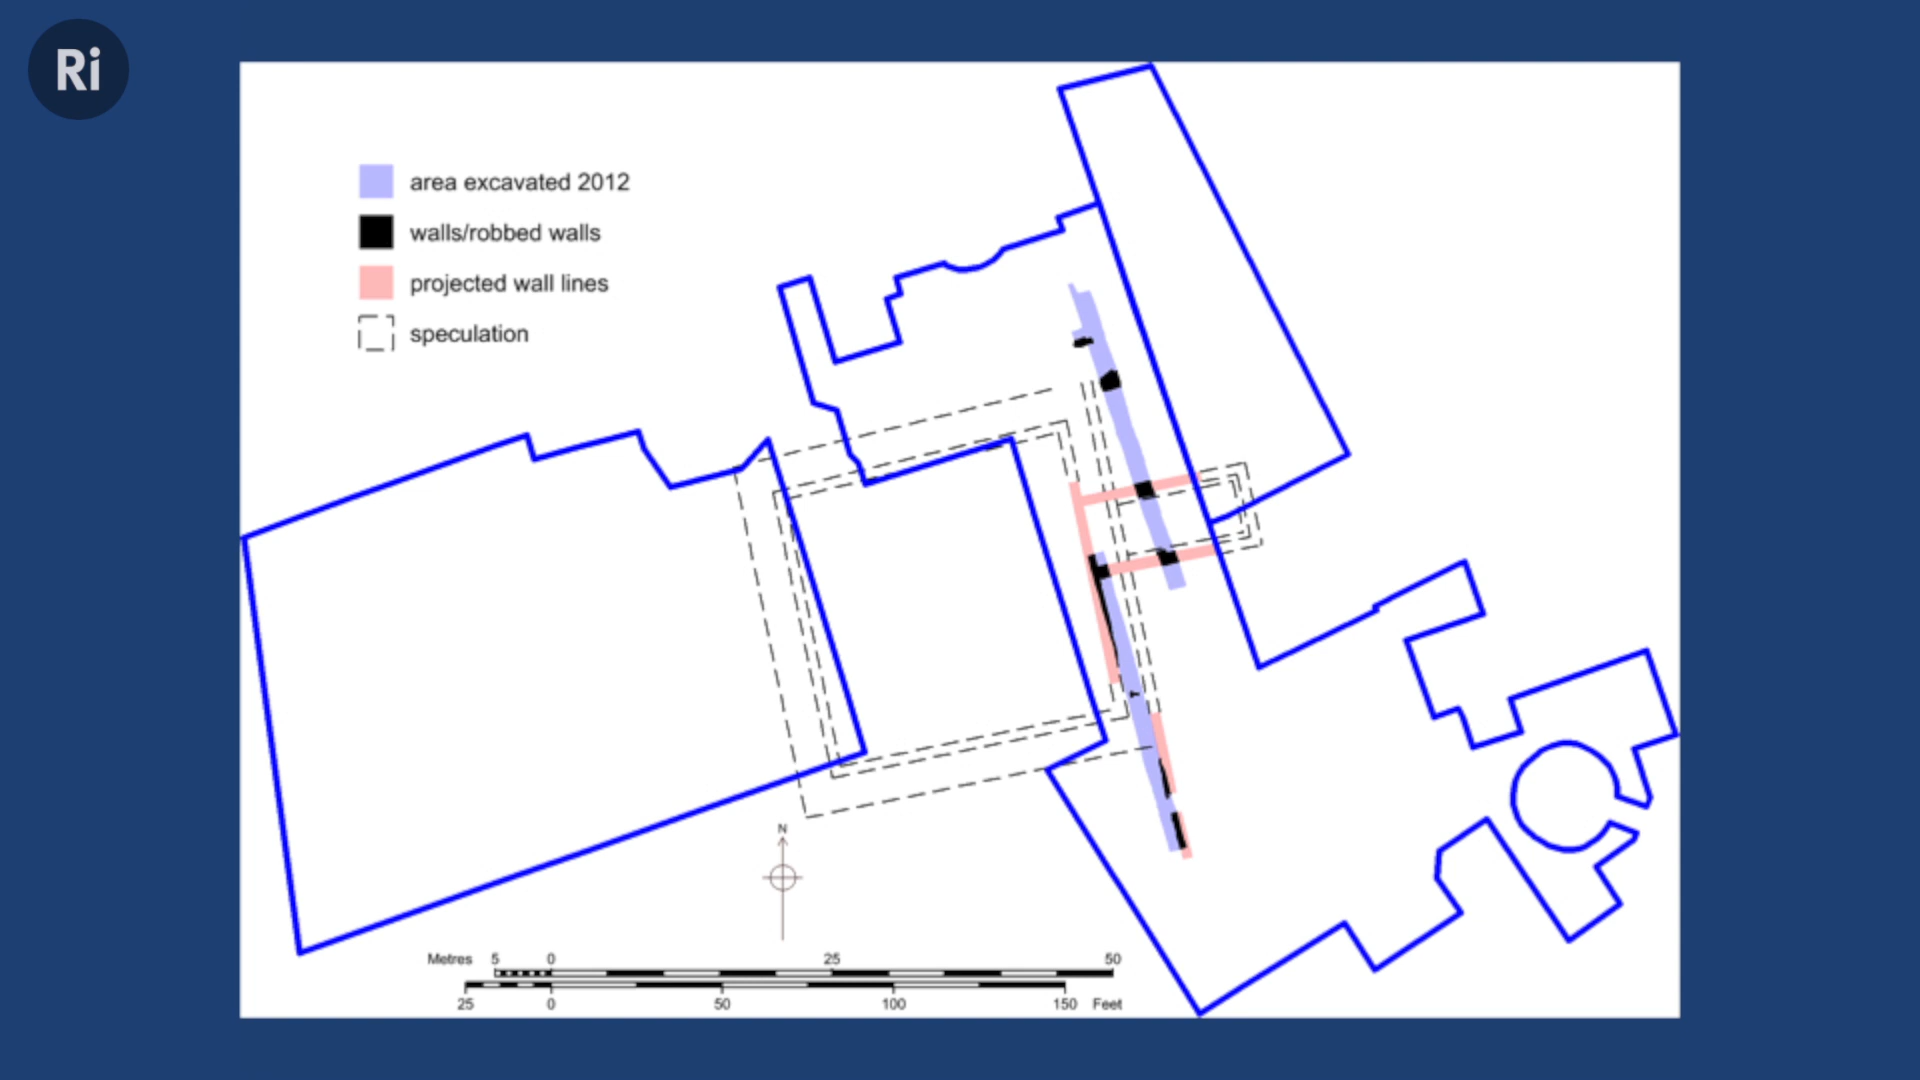 Ri
area excavated 2012
walls/robbed walls
projected wall lines
speculation
N
Metres 5 0 25 50
25 0 50 100 150 Feet